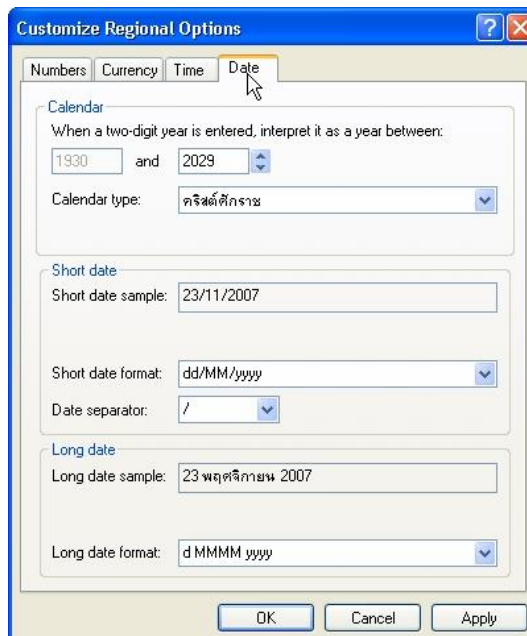 Customize Regional Options
Numbers Currency Time Date
Calendar
When a two-digit year is entered, interpret it as a year between:
1930 and 2029
Calendar type: คริสต์ศักราช
Short date
Short date sample: 23/11/2007
Short date format: dd/MM/yyyy
Date separator: /
Long date
Long date sample: 23 พฤศจิกายน 2007
Long date format: d MMMM yyyy
OK Cancel Apply